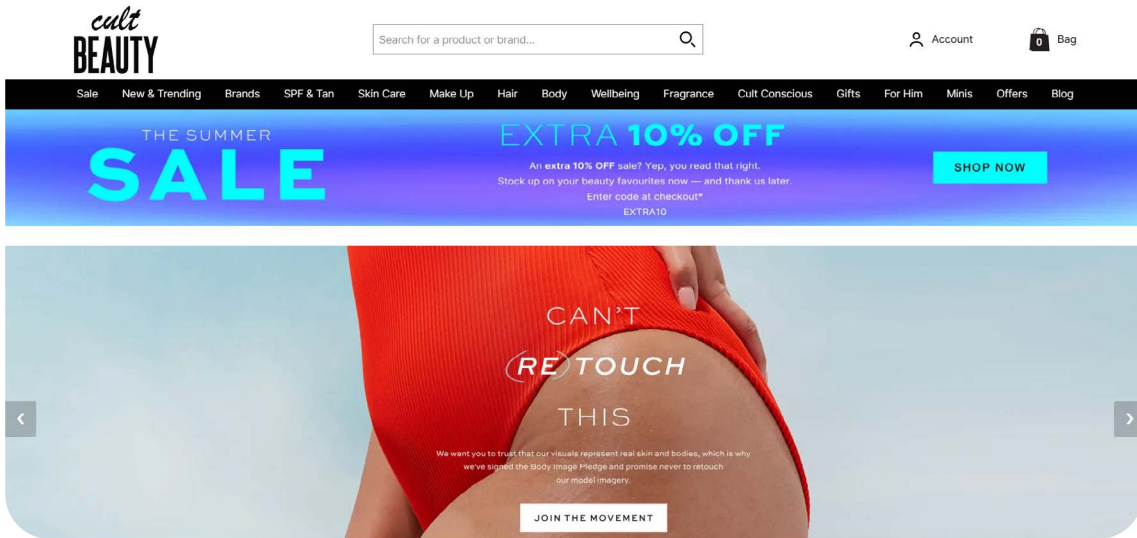 cult
BEAUTY
Search for a product or brand...
Account
0
Bag
Sale New & Trending Brands SPF & Tan Skin Care Make Up Hair Body Wellbeing Fragrance Cult Conscious Gifts For Him Minis Offers Blog
THE SUMMER
SALE
EXTRA 10% OFF
An extra 10% OFF sale? Yep, you read that right.
Stock up on your beauty favourites now — and thank us later.
Enter code at checkout*
EXTRA10
SHOP NOW
CAN'T
(RE)TOUCH
THIS
We want you to trust that our visuals represent real skin and bodies, which is why
we've signed the Body Image Pledge and promise never to retouch
our model imagery.
JOIN THE MOVEMENT